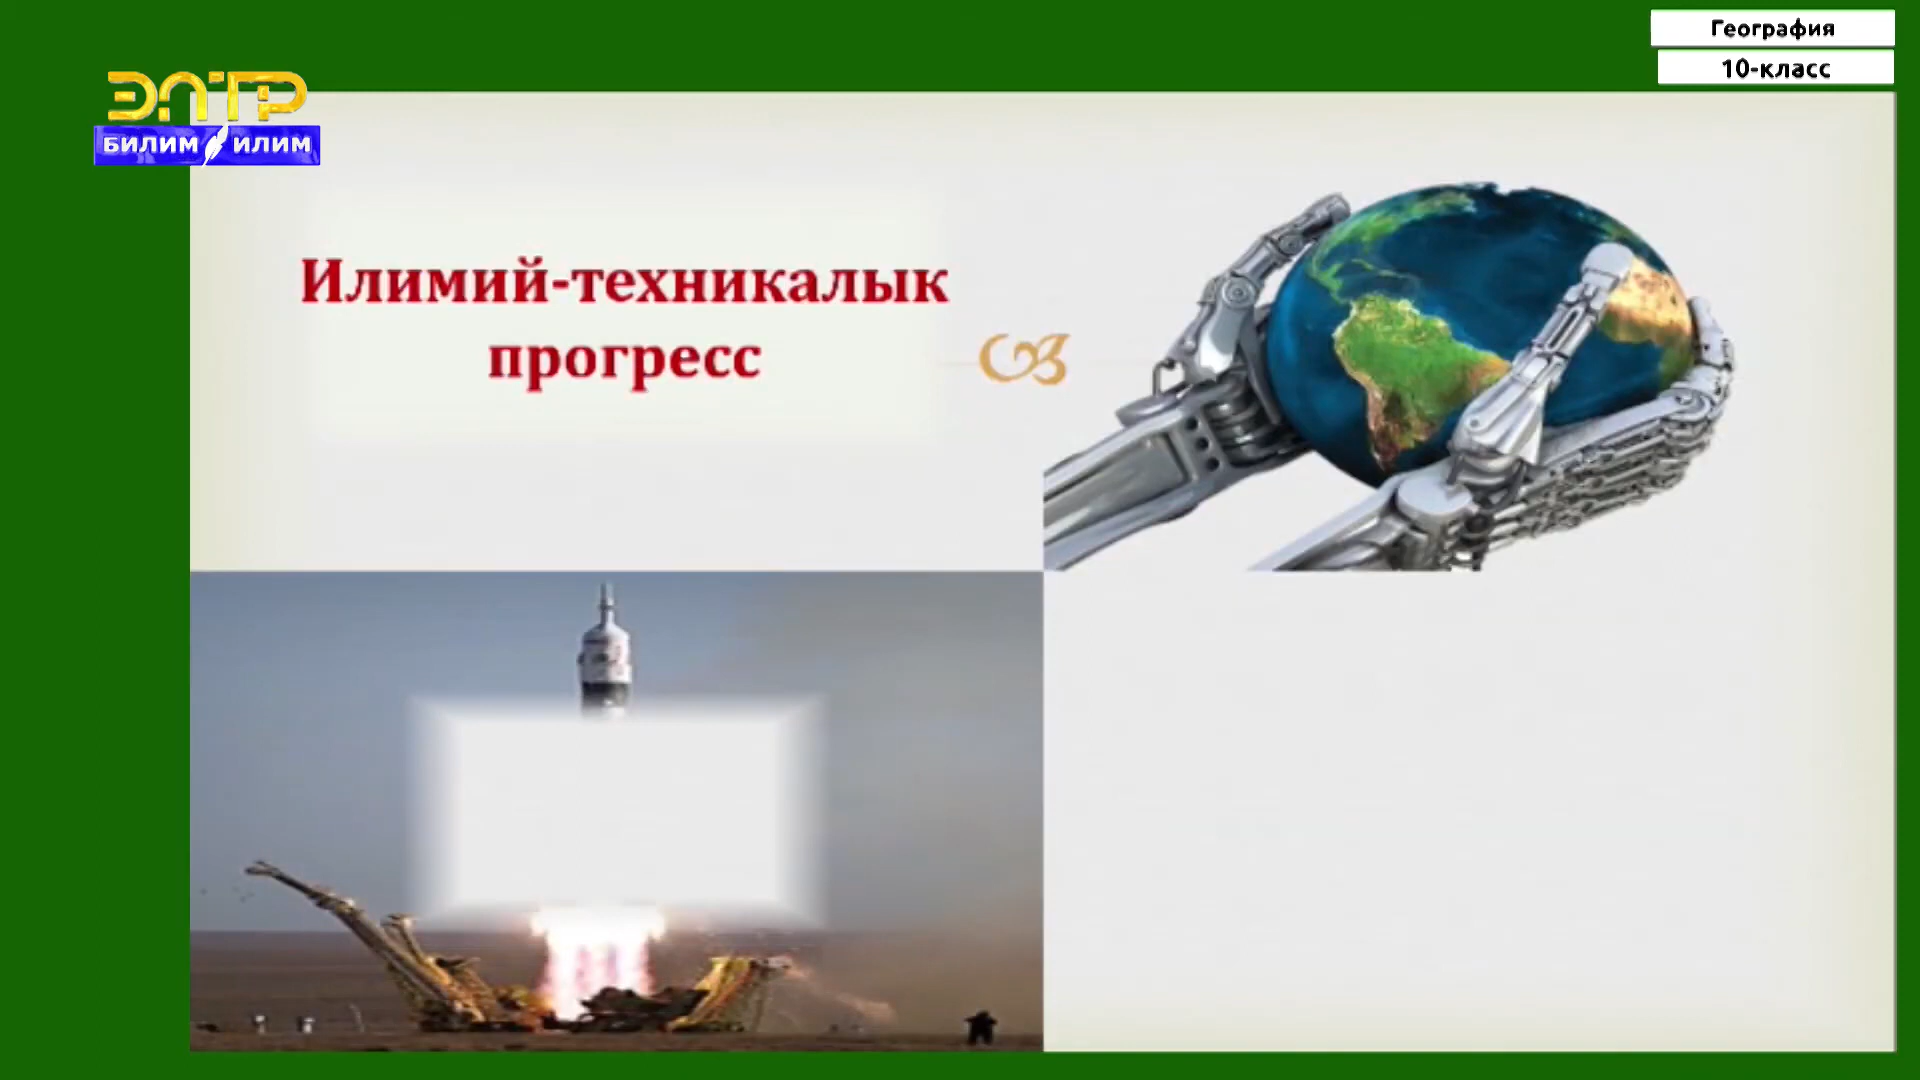 География
10-класс
ЭЛТР
БИЛИМ ИЛИМ
Илимий-техникалык
прогресс